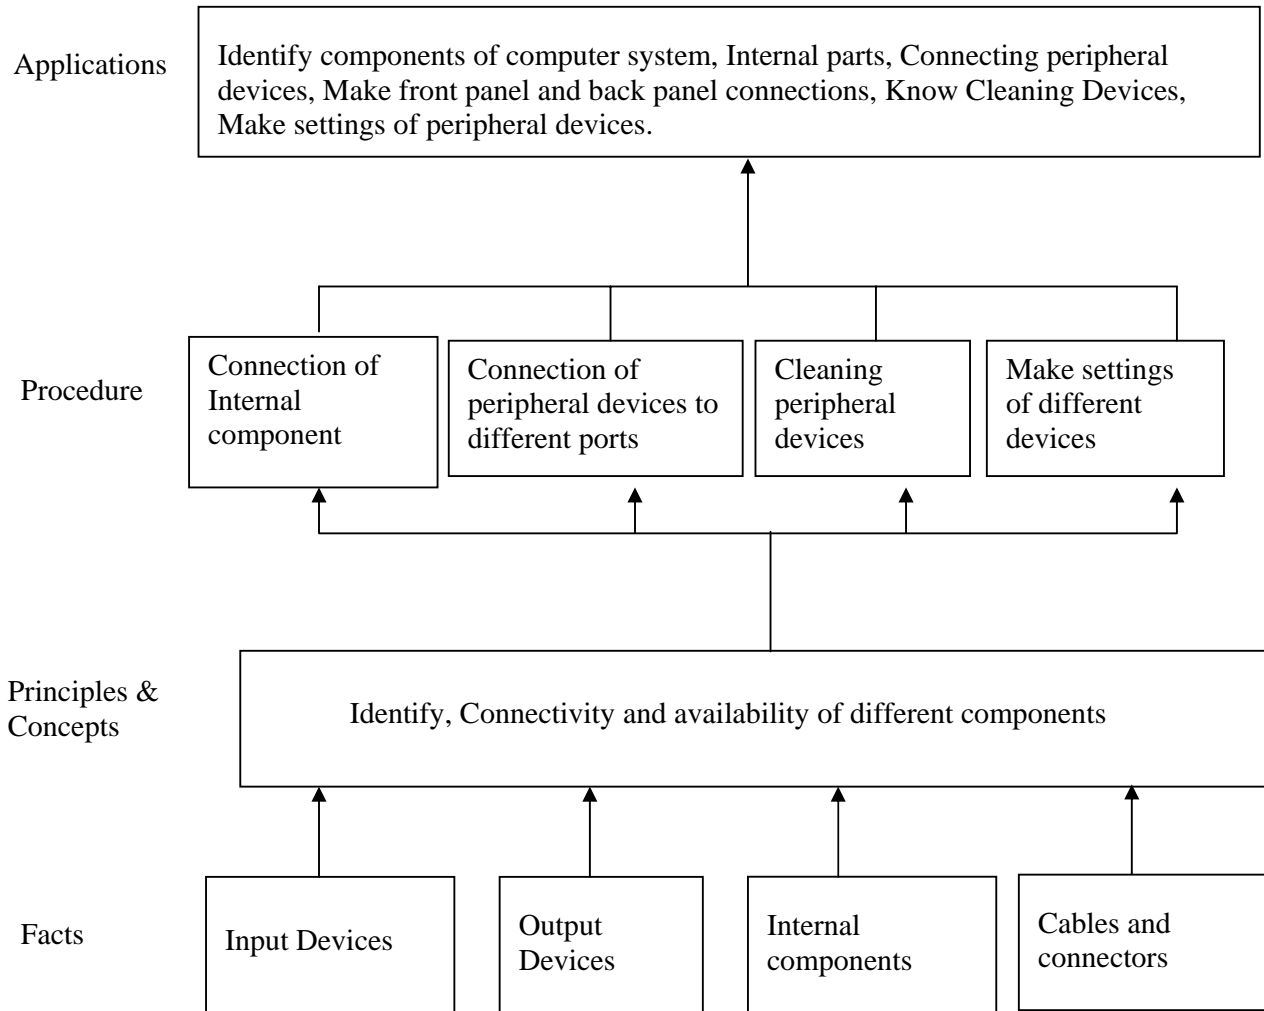 Applications
Identify components of computer system, Internal parts, Connecting peripheral
devices, Make front panel and back panel connections, Know Cleaning Devices,
Make settings of peripheral devices.
Procedure
Connection of
Internal
component
Connection of
peripheral devices to
different ports
Cleaning
peripheral
devices
Make settings
of different
devices
Principles &
Concepts
Identify, Connectivity and availability of different components
Facts
Input Devices
Output
Devices
Internal
components
Cables and
connectors